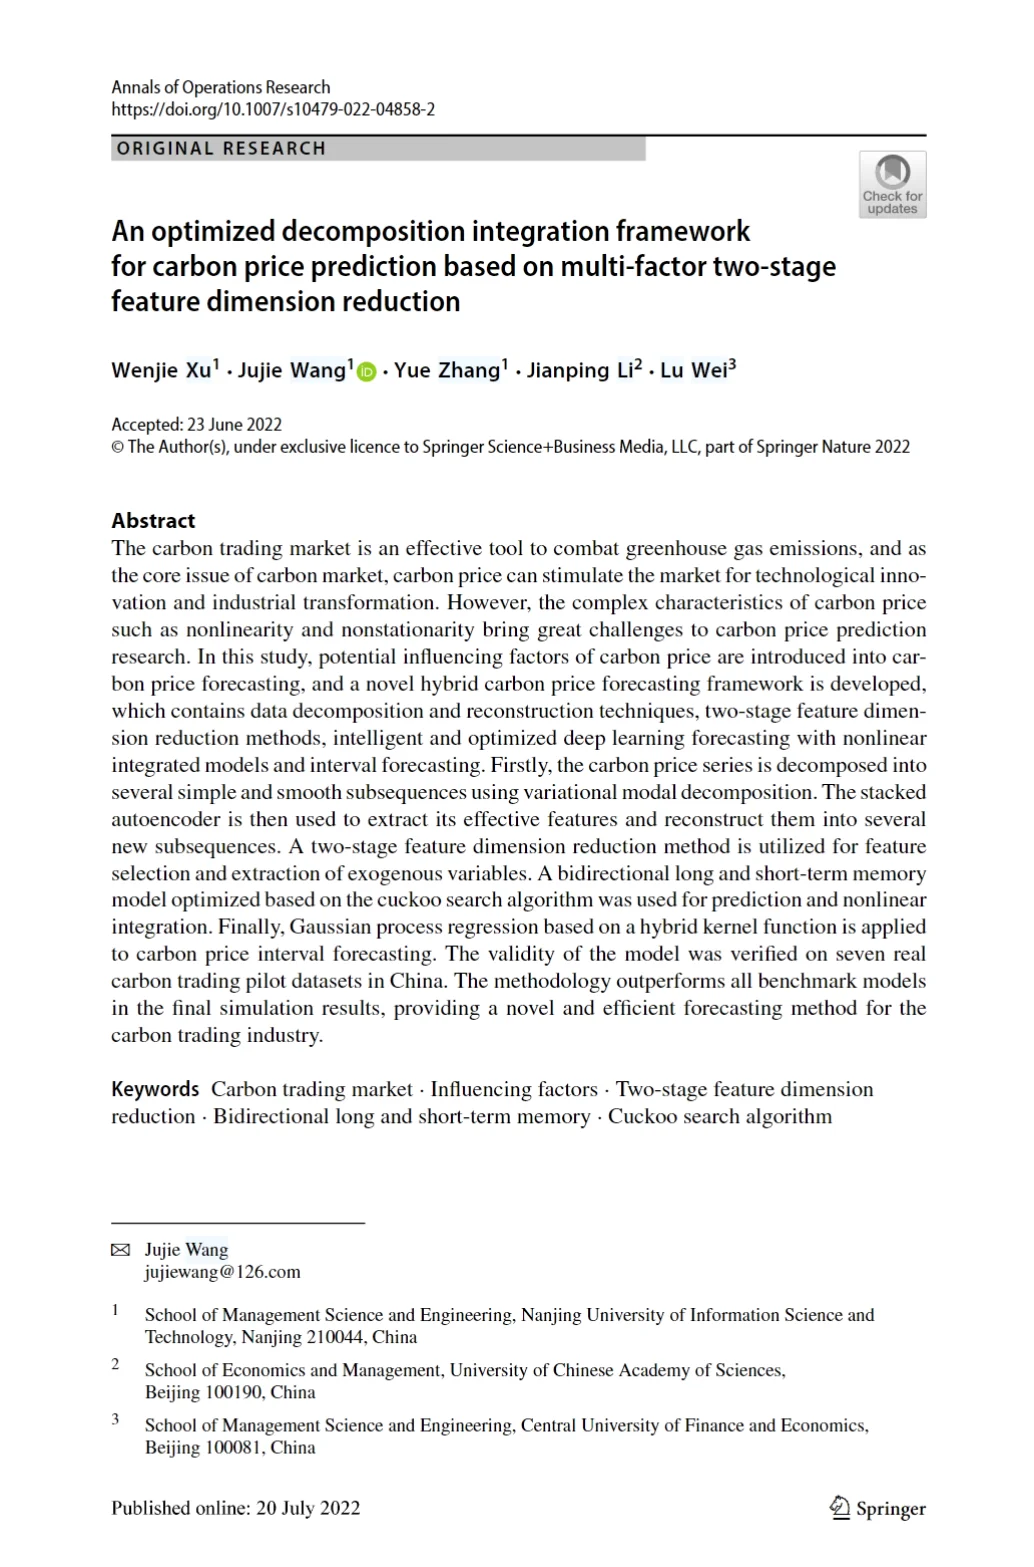 Annals of Operations Research
https://doi.org/10.1007/s10479-022-04858-2
ORIGINAL RESEARCH
Check for
updates
An optimized decomposition integration framework
for carbon price prediction based on multi-factor two-stage
feature dimension reduction
Wenjie Xu1 · Jujie Wang1 iD · Yue Zhang1 · Jianping Li2 · Lu Wei3
Accepted: 23 June 2022
© The Author(s), under exclusive licence to Springer Science+Business Media, LLC, part of Springer Nature 2022
Abstract
The carbon trading market is an effective tool to combat greenhouse gas emissions, and as
the core issue of carbon market, carbon price can stimulate the market for technological inno-
vation and industrial transformation. However, the complex characteristics of carbon price
such as nonlinearity and nonstationarity bring great challenges to carbon price prediction
research. In this study, potential influencing factors of carbon price are introduced into car-
bon price forecasting, and a novel hybrid carbon price forecasting framework is developed,
which contains data decomposition and reconstruction techniques, two-stage feature dimen-
sion reduction methods, intelligent and optimized deep learning forecasting with nonlinear
integrated models and interval forecasting. Firstly, the carbon price series is decomposed into
several simple and smooth subsequences using variational modal decomposition. The stacked
autoencoder is then used to extract its effective features and reconstruct them into several
new subsequences. A two-stage feature dimension reduction method is utilized for feature
selection and extraction of exogenous variables. A bidirectional long and short-term memory
model optimized based on the cuckoo search algorithm was used for prediction and nonlinear
integration. Finally, Gaussian process regression based on a hybrid kernel function is applied
to carbon price interval forecasting. The validity of the model was verified on seven real
carbon trading pilot datasets in China. The methodology outperforms all benchmark models
in the final simulation results, providing a novel and efficient forecasting method for the
carbon trading industry.
Keywords Carbon trading market · Influencing factors · Two-stage feature dimension
reduction · Bidirectional long and short-term memory · Cuckoo search algorithm
Jujie Wang
jujiewang@126.com
1 School of Management Science and Engineering, Nanjing University of Information Science and
Technology, Nanjing 210044, China
2 School of Economics and Management, University of Chinese Academy of Sciences,
Beijing 100190, China
3 School of Management Science and Engineering, Central University of Finance and Economics,
Beijing 100081, China
Published online: 20 July 2022
Springer